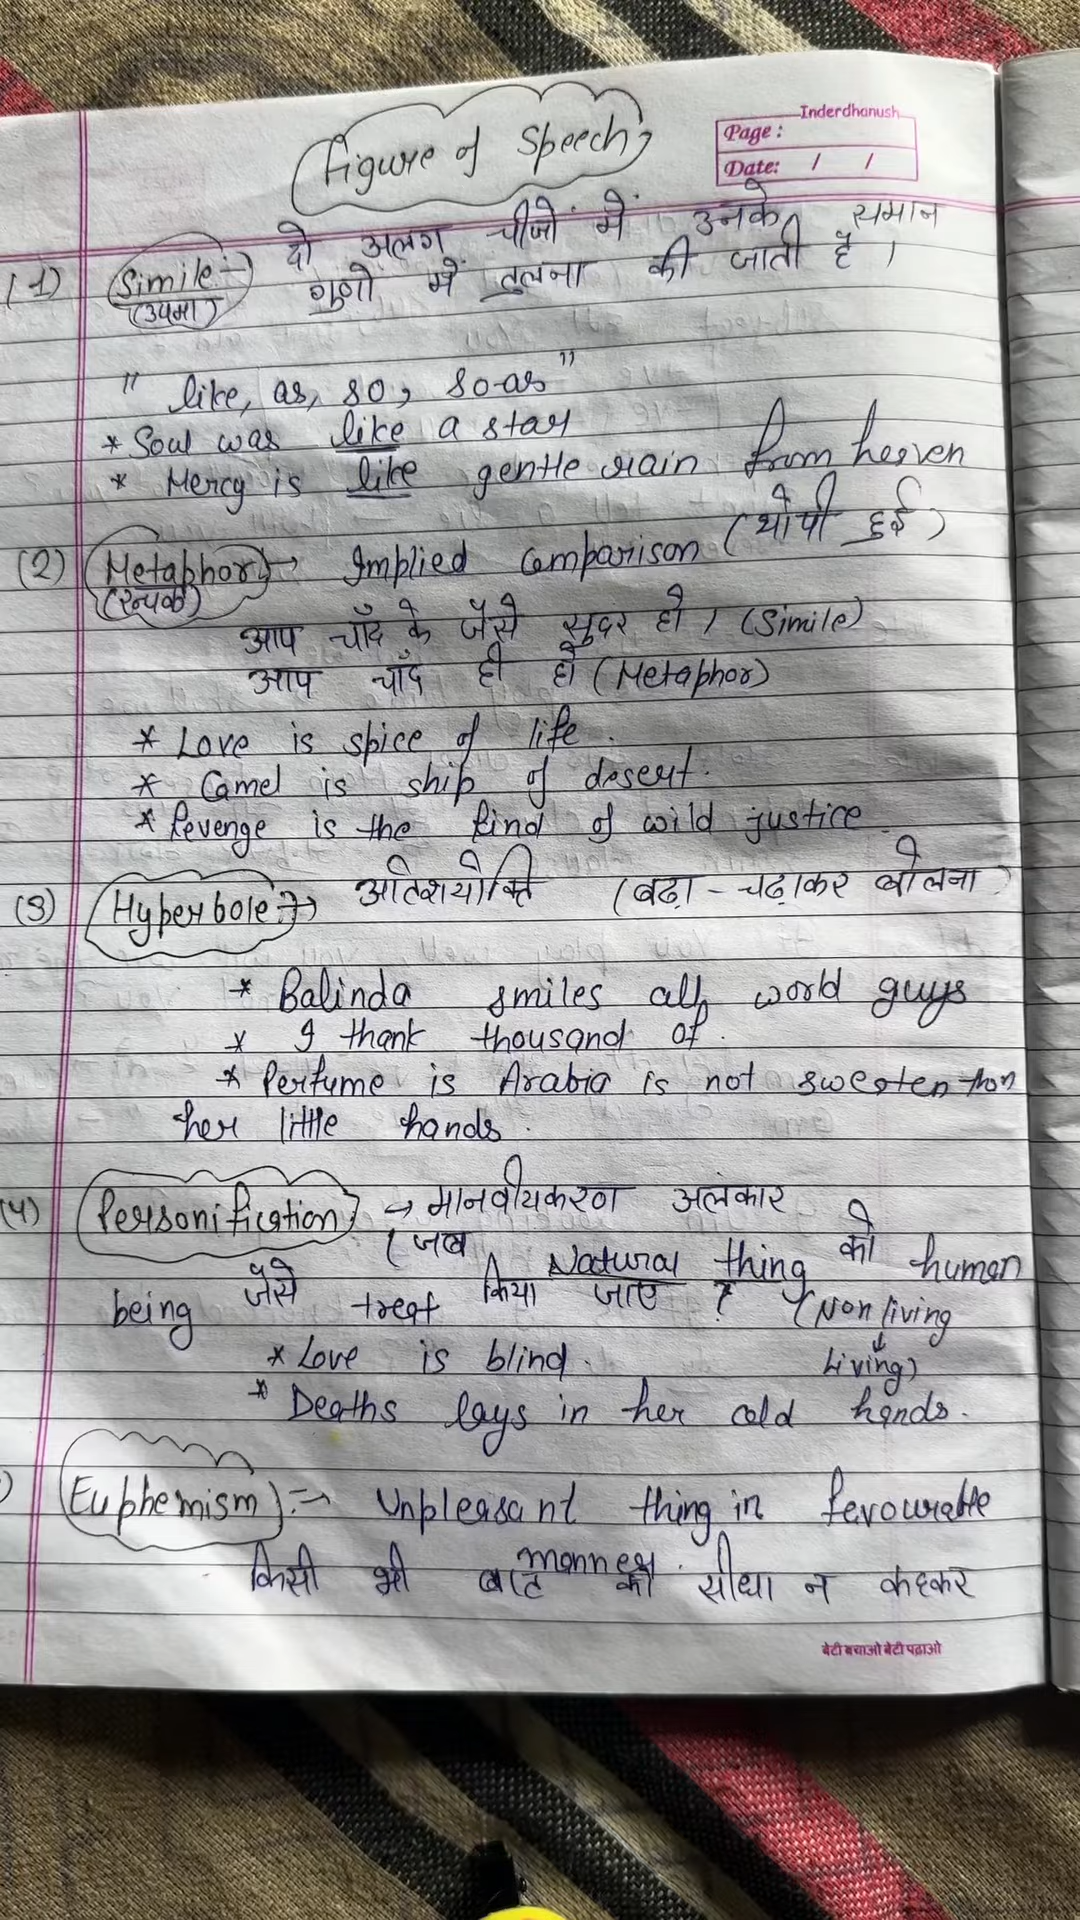 Inderdhanush
Page :
Date: / /
Figure of Speech
(1) Simile :- दो अलग चीजों में उनके समान
(उपमा) गुणो में तुलना की जाती है ।
" like, as, so, so-as "
* Soul was like a star
* Mercy is like gentle rain from heaven
(2) Metaphor → Implied comparison (थोपी हुई)
(रूपक)
आप चाँद के जैसे सुदर हो । (Simile)
आप चाँद ही हो (Metaphor)
* Love is spice of life .
* Camel is ship of desert.
* Revenge is the kind of wild justice
(3) Hyperbole → अतिशयोक्ति (बढ़ा - चढ़ाकर बोलना)
* Balinda smiles all world guys
* I thank thousand of .
* Perfume is Arabia is not sweeten than
her little hands .
(4) Personification → मानवीयकरण अलंकार
(जब Natural thing को human
being जैसे treat किया जाए ? (Non living
↓
living)
* Love is blind .
* Deaths lays in her cold hands .
) Euphemism :→ Unpleasant thing in favourable
manner .
किसी भी बात को सीधा न कहकर
बेटी बचाओ बेटी पढ़ाओ